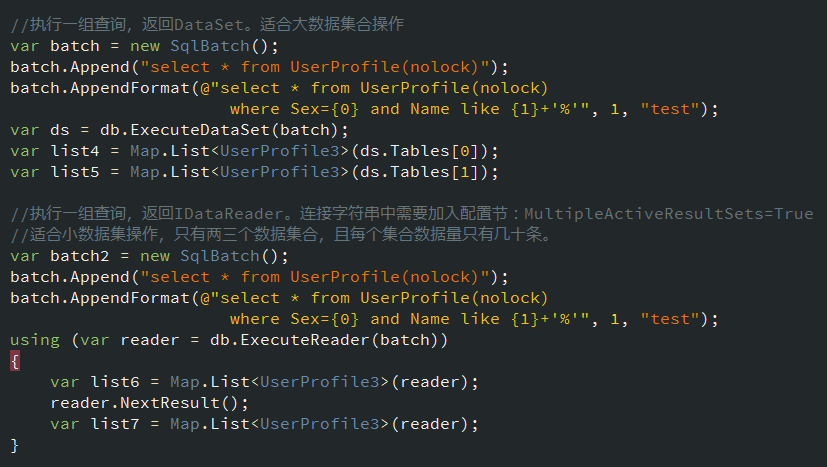 //执行一组查询，返回DataSet。适合大数据集合操作
var batch = new SqlBatch();
batch.Append("select * from UserProfile(nolock)");
batch.AppendFormat(@"select * from UserProfile(nolock)
where Sex={0} and Name like {1}+'%'", 1, "test");
var ds = db.ExecuteDataSet(batch);
var list4 = Map.List<UserProfile3>(ds.Tables[0]);
var list5 = Map.List<UserProfile3>(ds.Tables[1]);
//执行一组查询，返回IDataReader。连接字符串中需要加入配置节：MultipleActiveResultSets=True
//适合小数据集操作，只有两三个数据集合，且每个集合数据量只有几十条。
var batch2 = new SqlBatch();
batch.Append("select * from UserProfile(nolock)");
batch.AppendFormat(@"select * from UserProfile(nolock)
where Sex={0} and Name like {1}+'%'", 1, "test");
using (var reader = db.ExecuteReader(batch))
{
var list6 = Map.List<UserProfile3>(reader);
reader.NextResult();
var list7 = Map.List<UserProfile3>(reader);
}